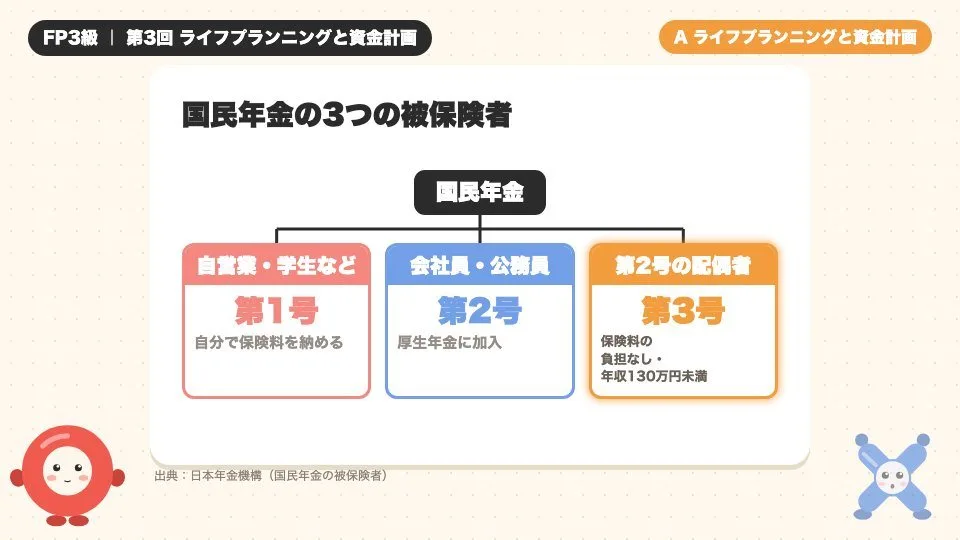 FP3級 | 第3回 ライフプランニングと資金計画
A ライフプランニングと資金計画
国民年金の3つの被保険者
国民年金
自営業・学生など
第1号
自分で保険料を納める
会社員・公務員
第2号
厚生年金に加入
第2号の配偶者
第3号
保険料の
負担なし・
年収130万円未満
出典:日本年金機構(国民年金の被保険者)